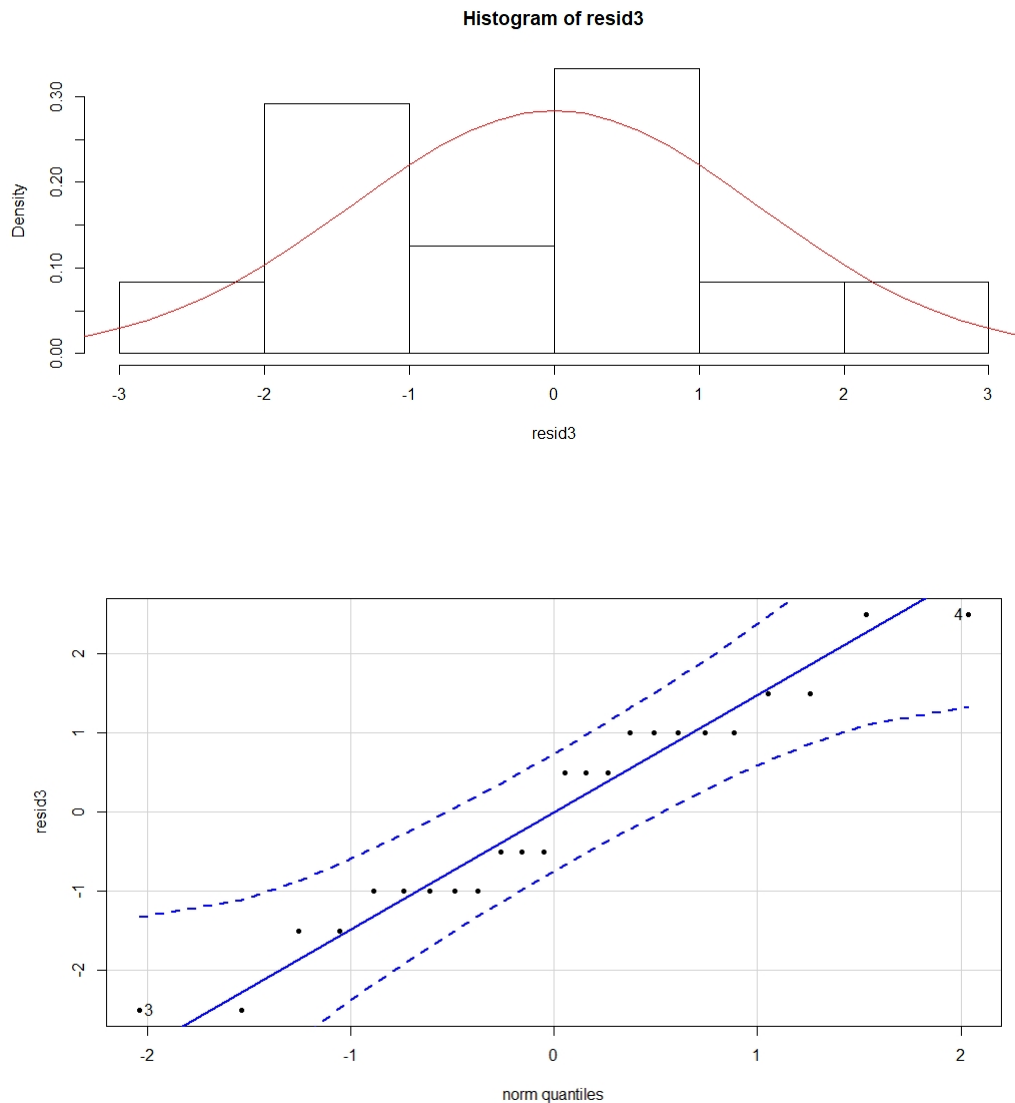 Histogram of resid3
Density
0.30
0.20
0.10
0.00
-3 -2 -1 0 1 2 3
resid3
resid3
2
1
0
-1
-2
4
3
-2 -1 0 1 2
norm quantiles